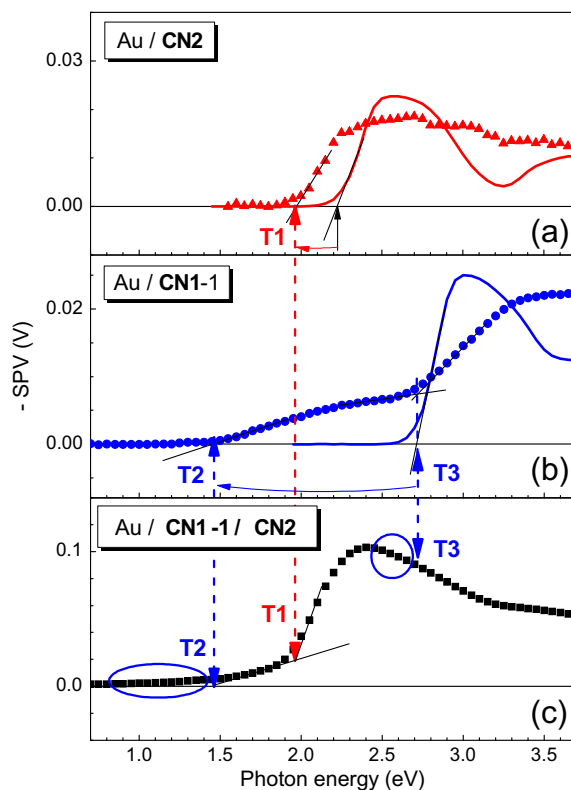 Au / CN2
0.03
0.00
T1
(a)
Au / CN1-1
0.02
0.00
T2
T3
(b)
- SPV (V)
Au / CN1-1 / CN2
0.1
T3
T1
T2
0.0
(c)
1.0 1.5 2.0 2.5 3.0 3.5
Photon energy (eV)